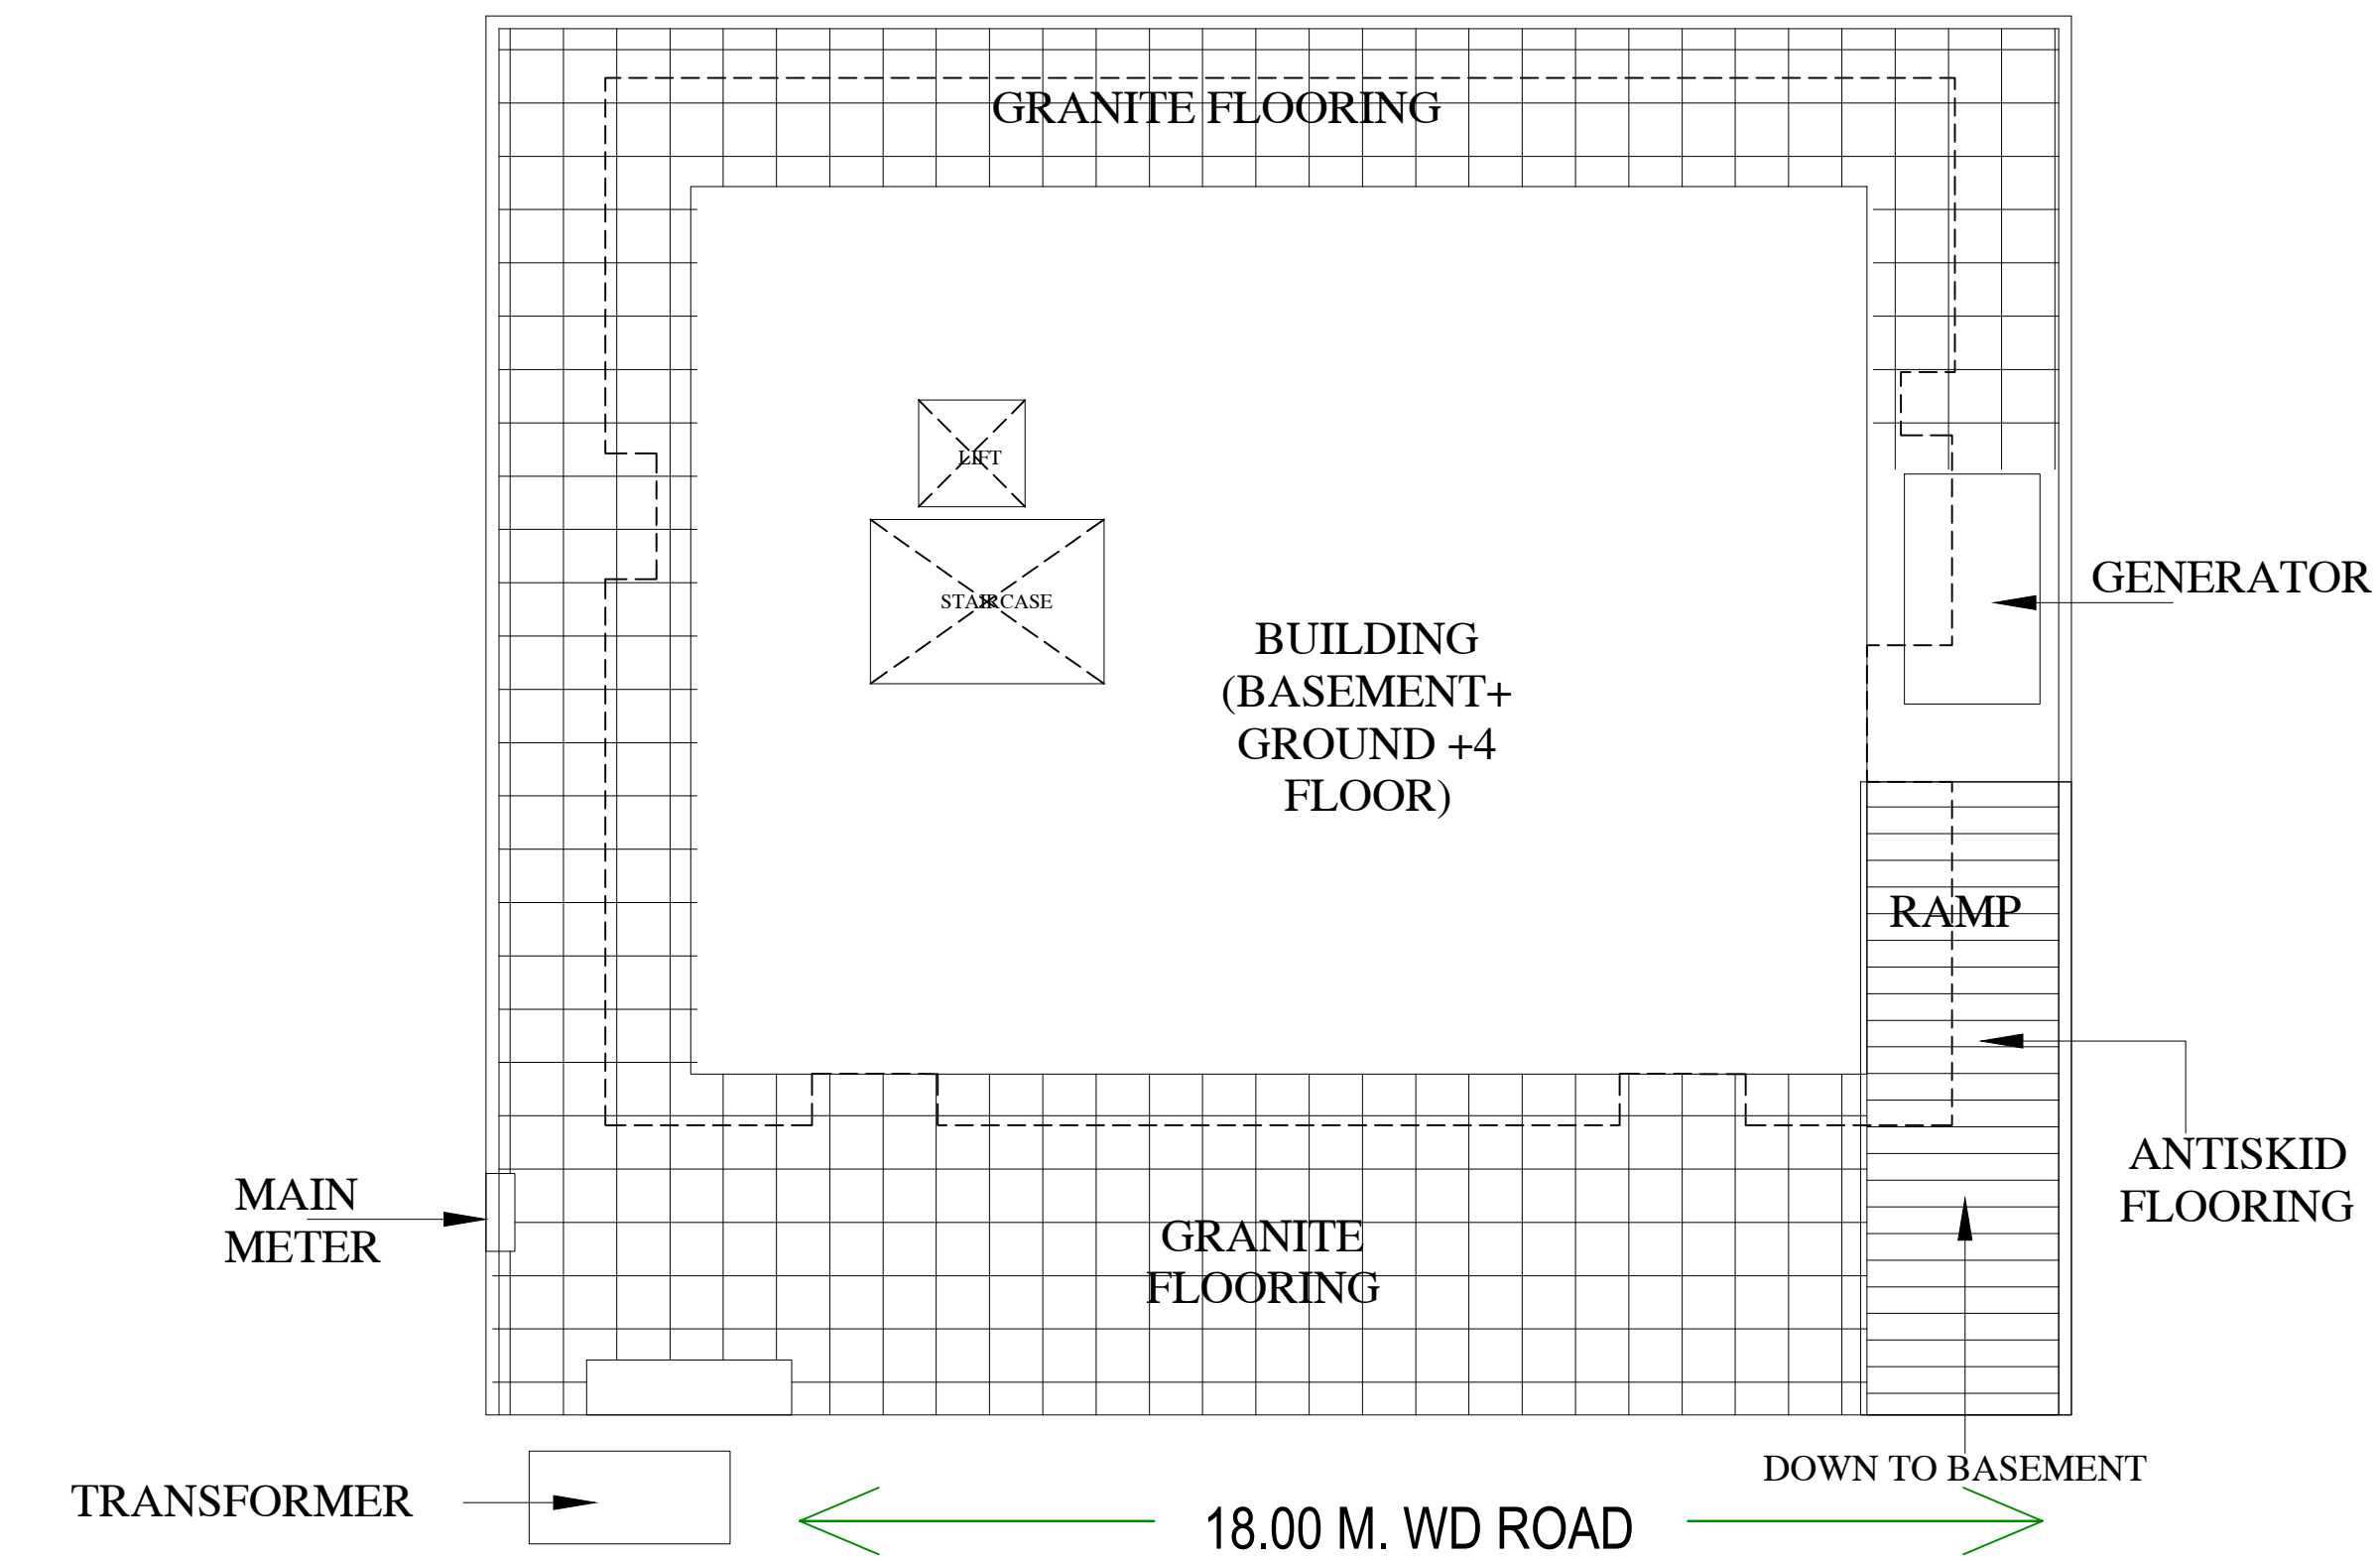 GRANITE FLOORING
LIFT
STAIRCASE
GENERATOR
BUILDING
(BASEMENT+
GROUND +4
FLOOR)
RAMP
ANTISKID
FLOORING
MAIN
METER
GRANITE
FLOORING
DOWN TO BASEMENT
TRANSFORMER
18.00 M. WD ROAD